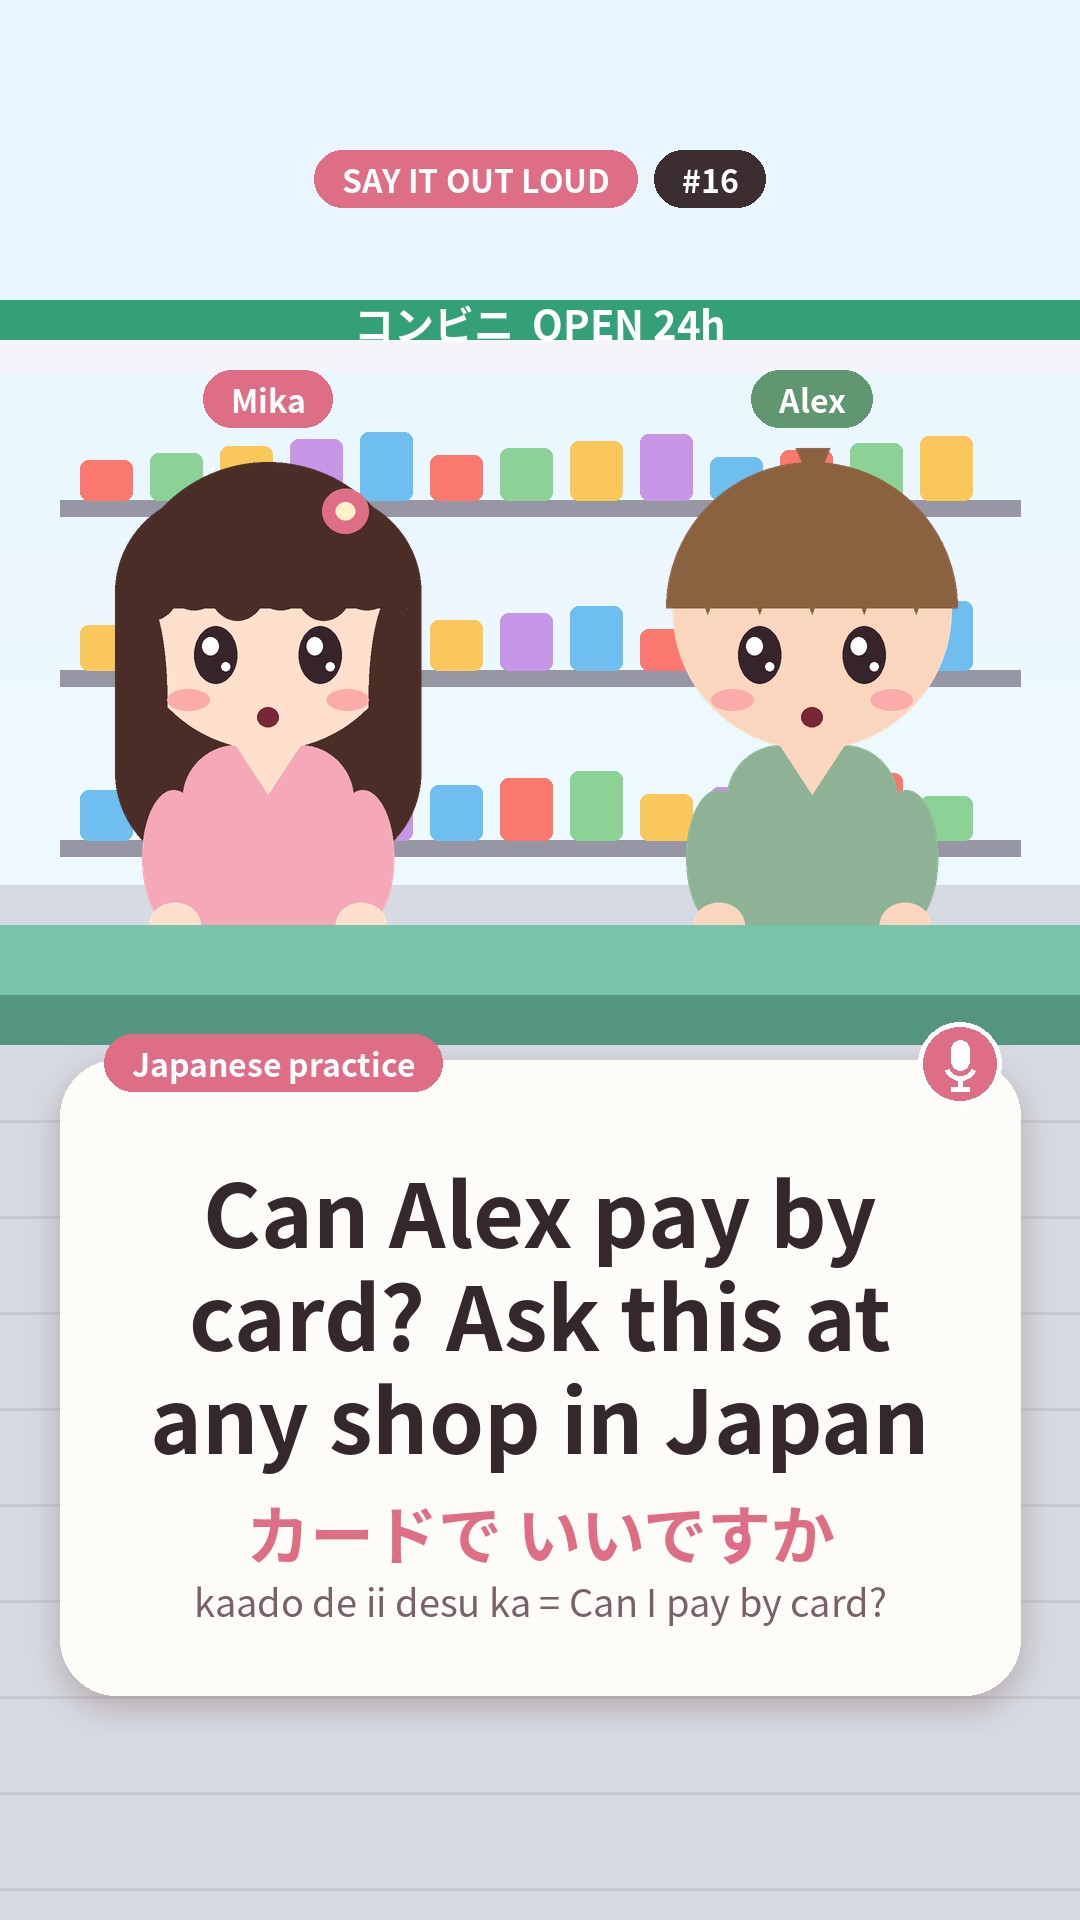 SAY IT OUT LOUD #16
コンビニ OPEN 24h
Mika Alex
Japanese practice
Can Alex pay by
card? Ask this at
any shop in Japan
カードで いいですか
kaado de ii desu ka = Can I pay by card?